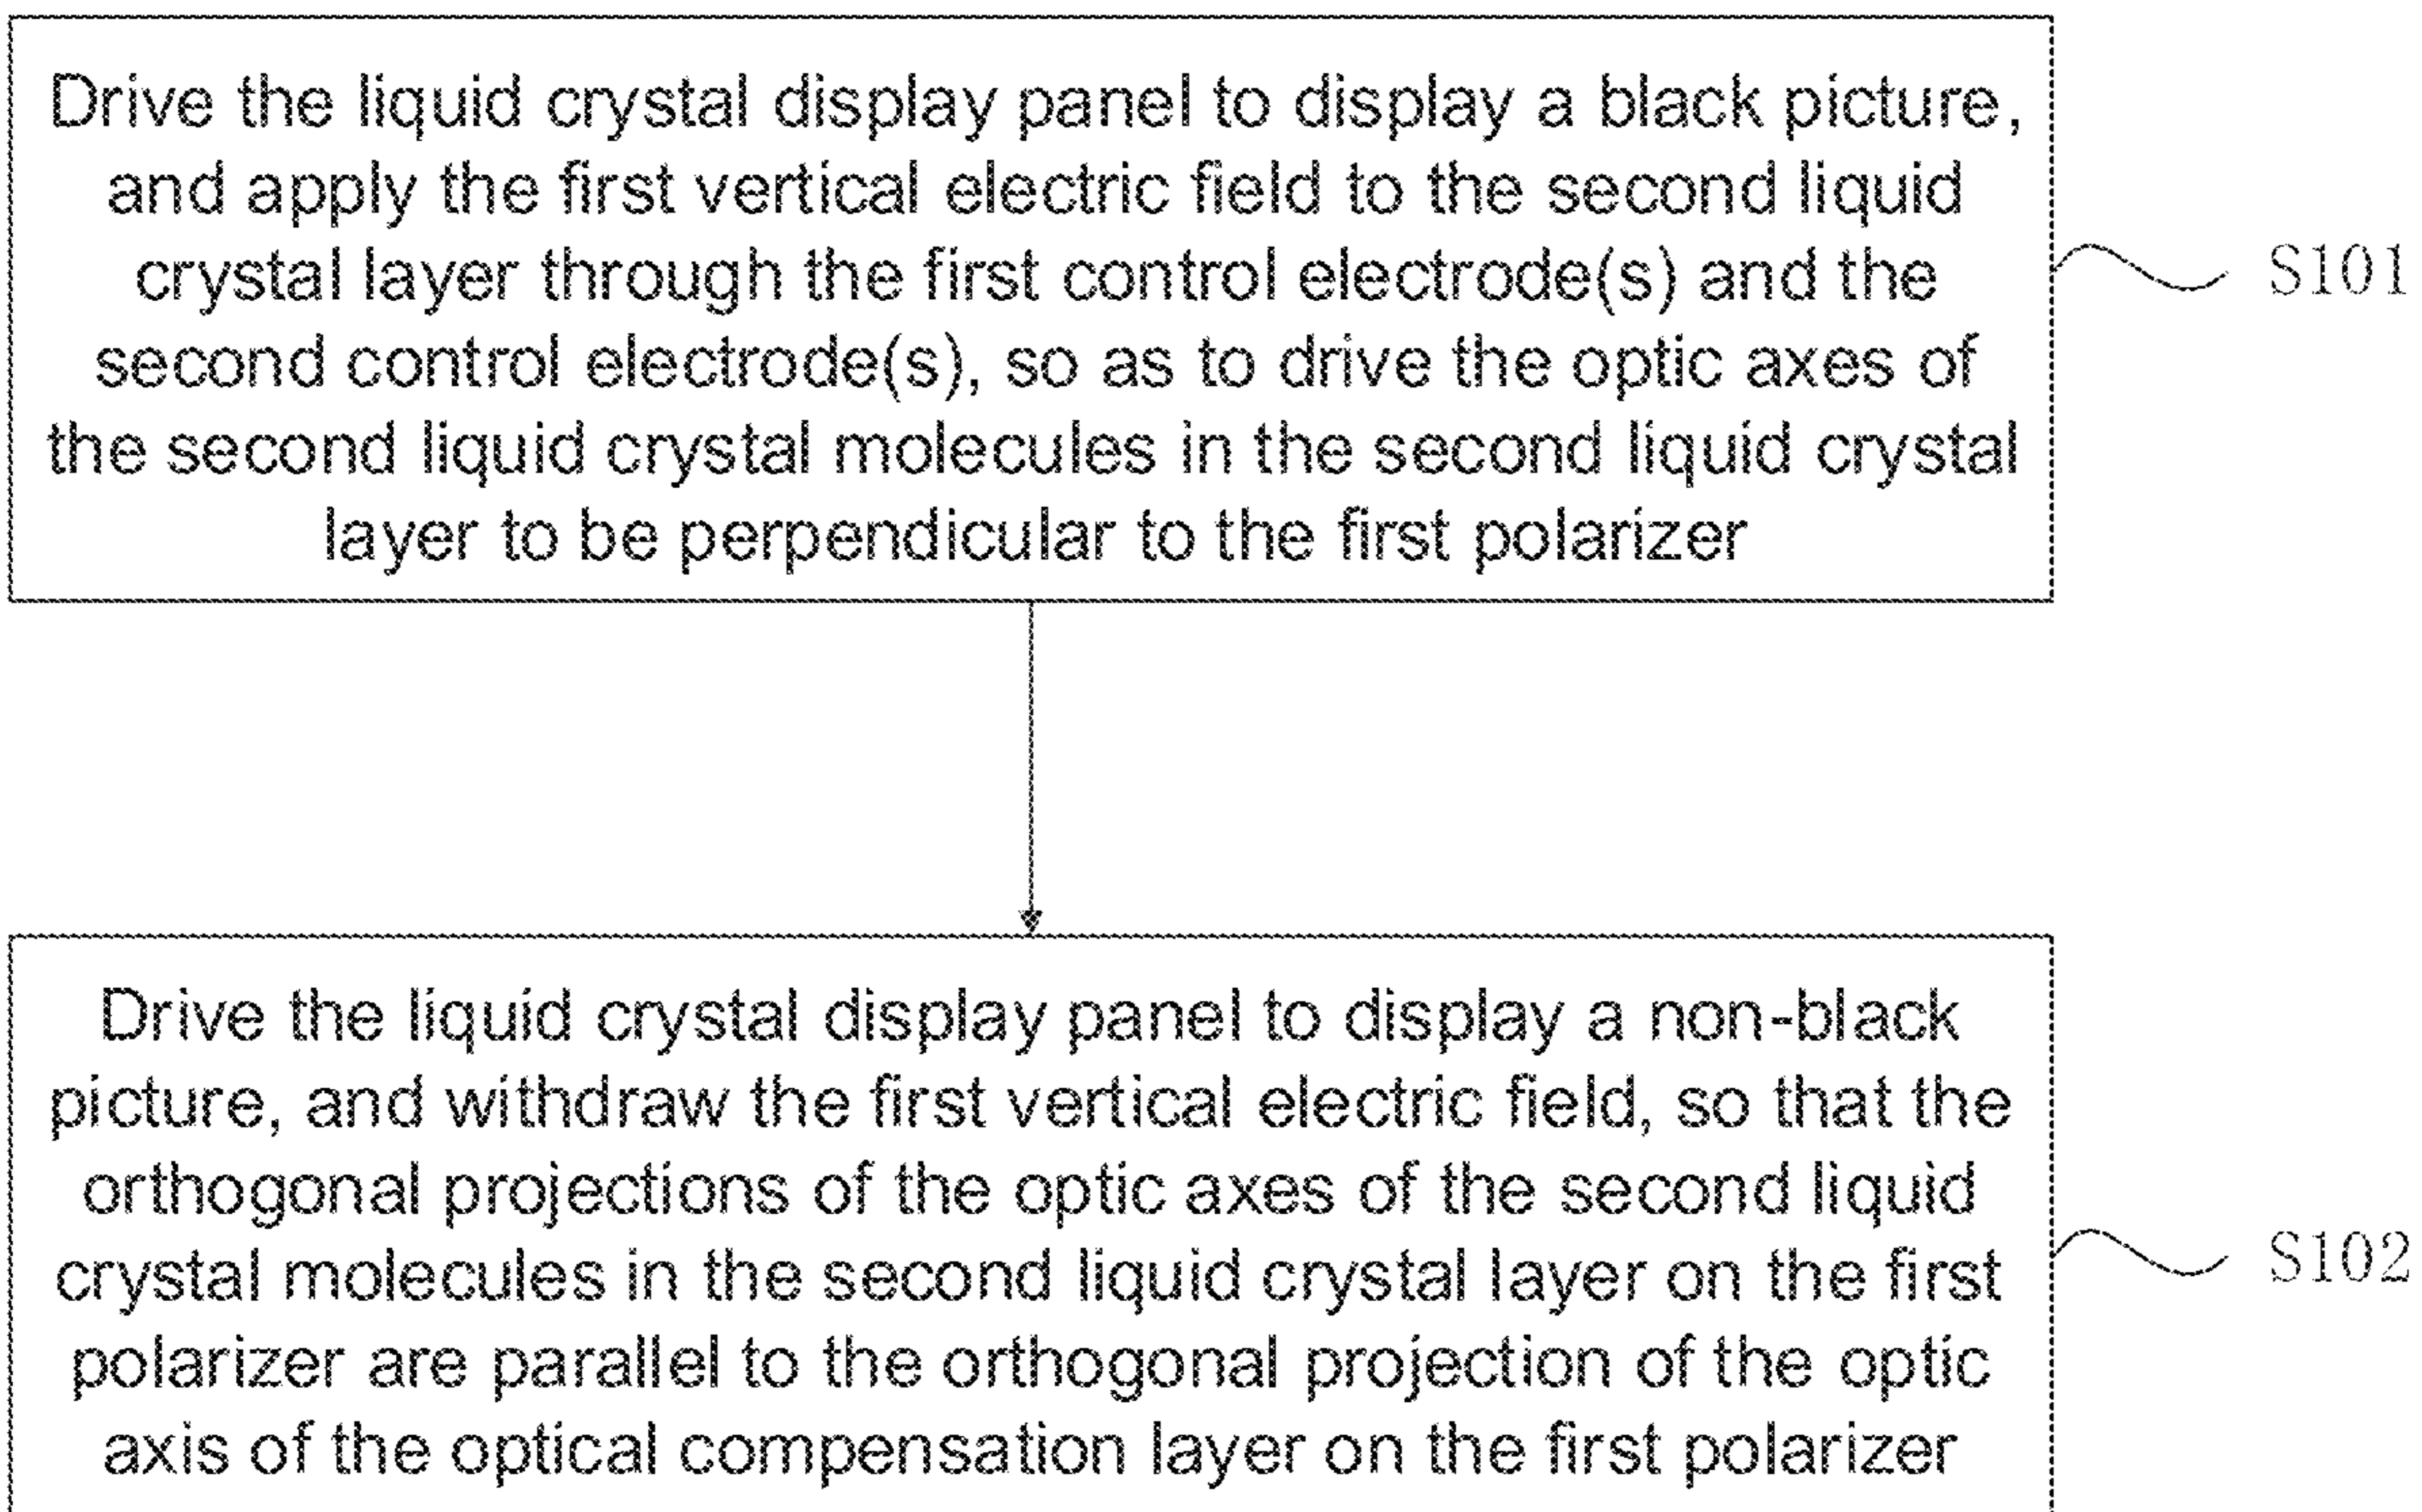 Drive the liquid crystal display panel to display a black picture,
and apply the first vertical electric field to the second liquid
crystal layer through the first control electrode(s) and the
second control electrode(s), so as to drive the optic axes of
the second liquid crystal molecules in the second liquid crystal
layer to be perpendicular to the first polarizer
S101
Drive the liquid crystal display panel to display a non-black
picture, and withdraw the first vertical electric field, so that the
orthogonal projections of the optic axes of the second liquid
crystal molecules in the second liquid crystal layer on the first
polarizer are parallel to the orthogonal projection of the optic
axis of the optical compensation layer on the first polarizer
S102